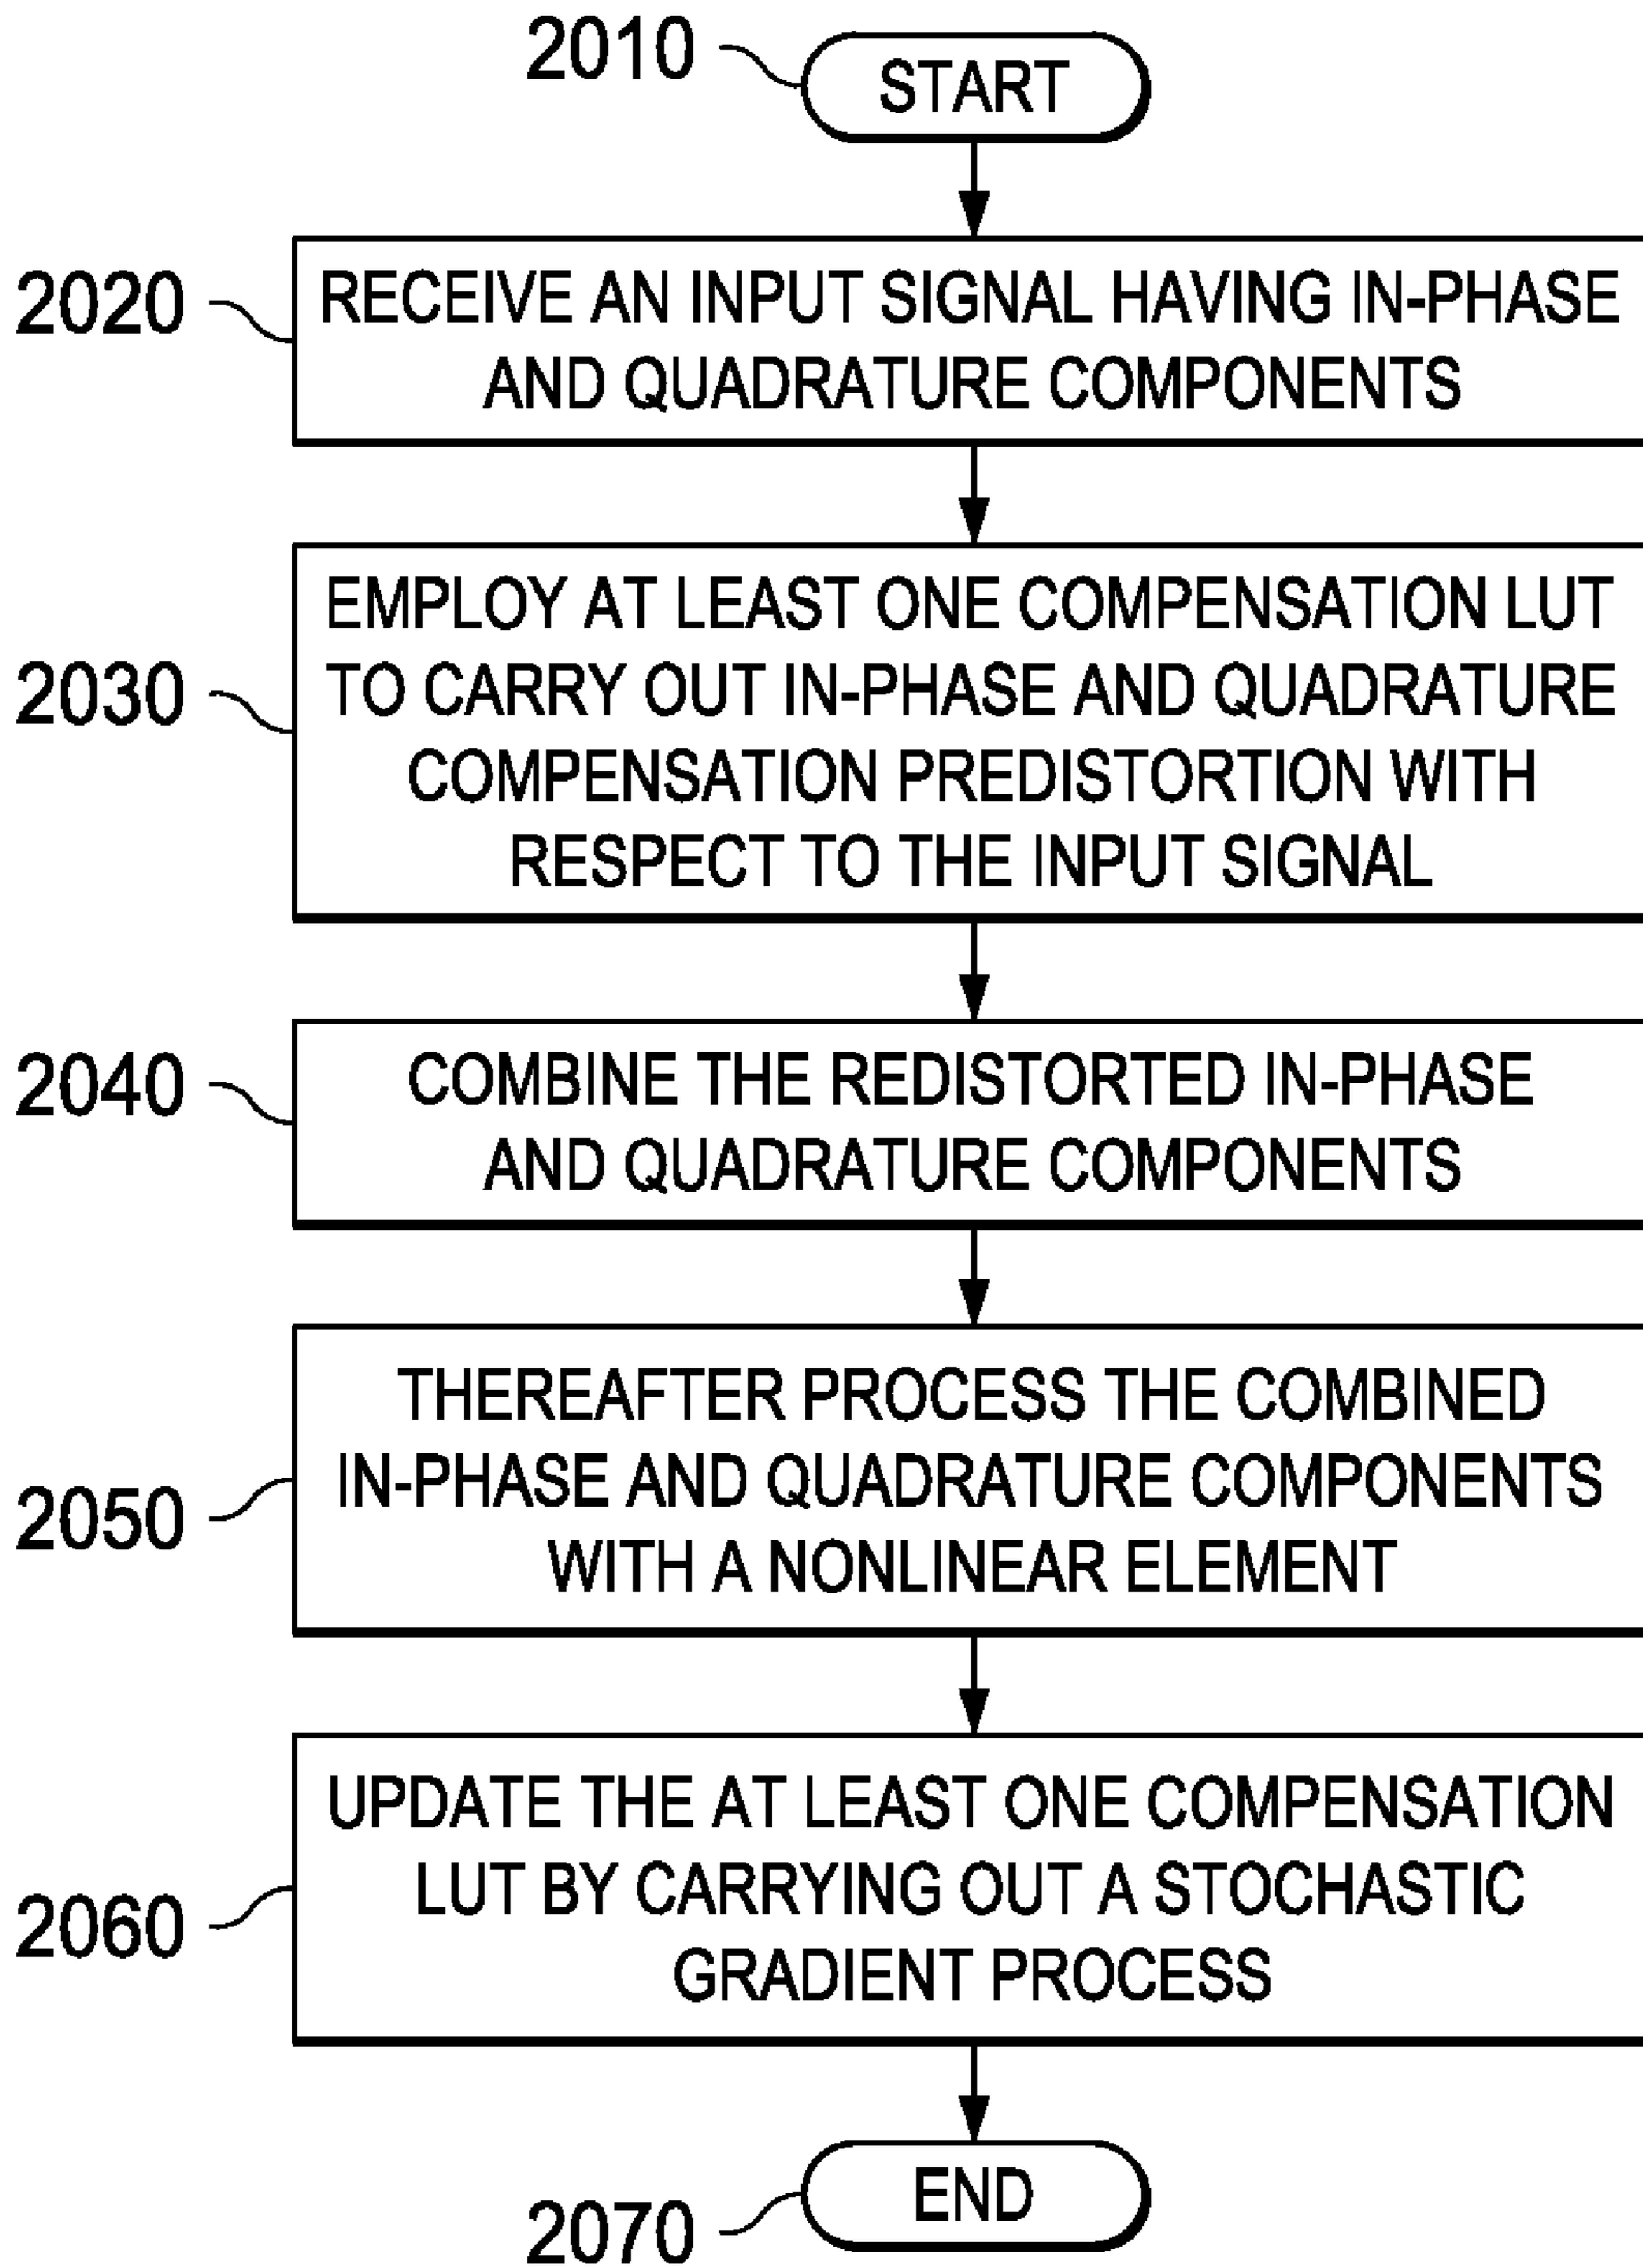 2010
START
2020
RECEIVE AN INPUT SIGNAL HAVING IN-PHASE
AND QUADRATURE COMPONENTS
2030
EMPLOY AT LEAST ONE COMPENSATION LUT
TO CARRY OUT IN-PHASE AND QUADRATURE
COMPENSATION PREDISTORTION WITH
RESPECT TO THE INPUT SIGNAL
2040
COMBINE THE REDISTORTED IN-PHASE
AND QUADRATURE COMPONENTS
2050
THEREAFTER PROCESS THE COMBINED
IN-PHASE AND QUADRATURE COMPONENTS
WITH A NONLINEAR ELEMENT
2060
UPDATE THE AT LEAST ONE COMPENSATION
LUT BY CARRYING OUT A STOCHASTIC
GRADIENT PROCESS
2070
END